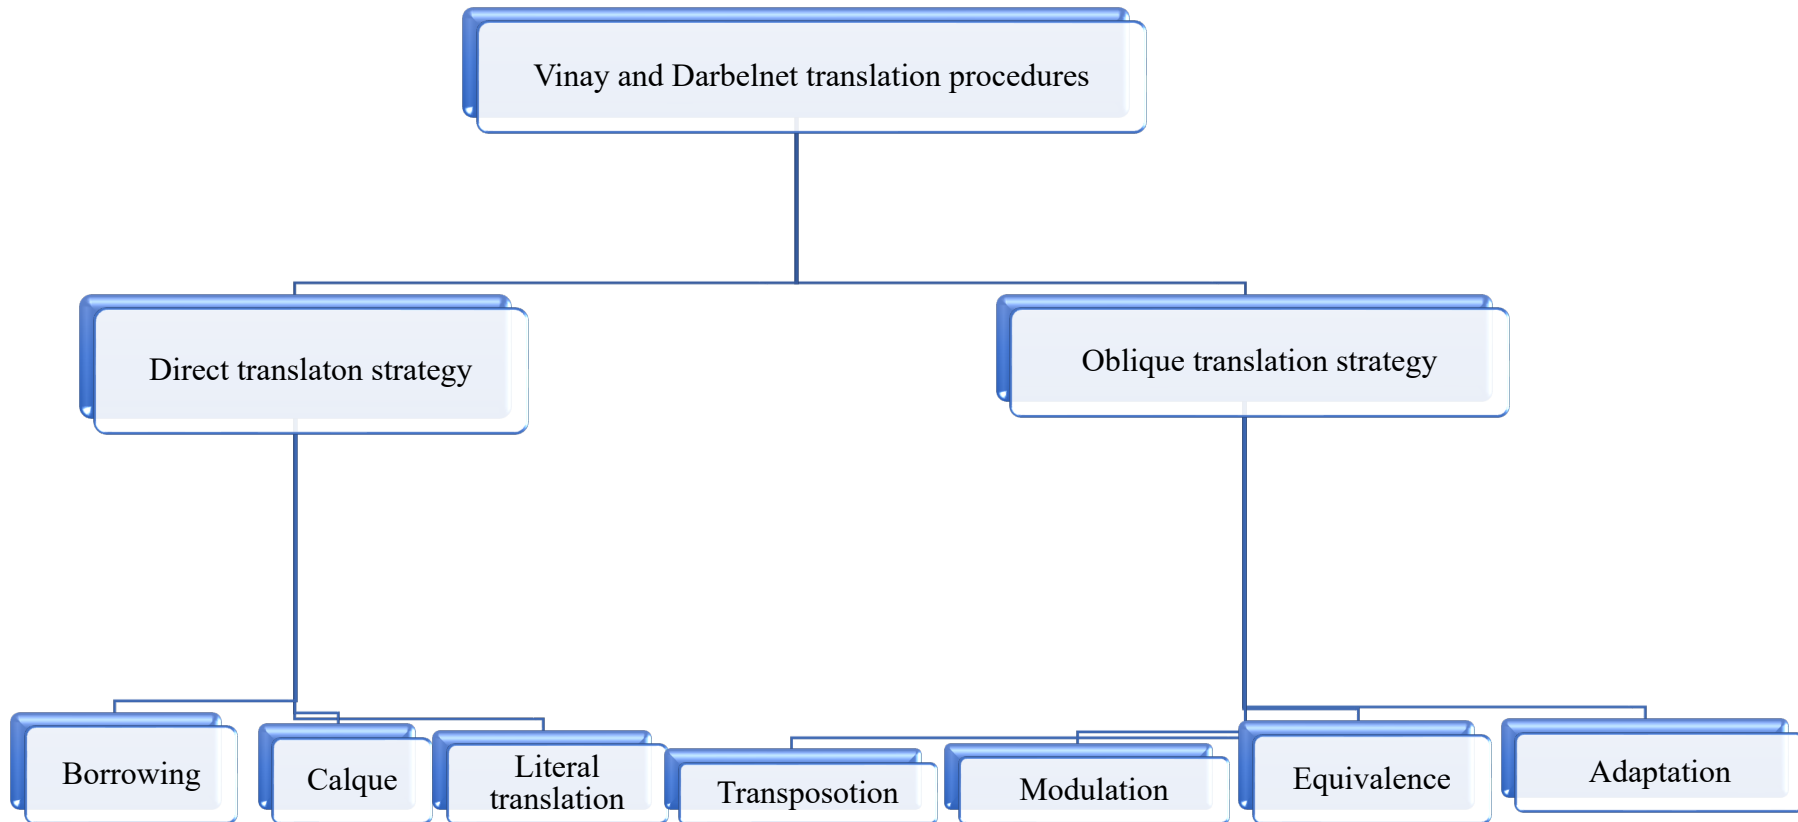 Vinay and Darbelnet translation procedures
Direct translaton strategy
Oblique translation strategy
Borrowing
Calque
Literal
translation
Transposotion
Modulation
Equivalence
Adaptation